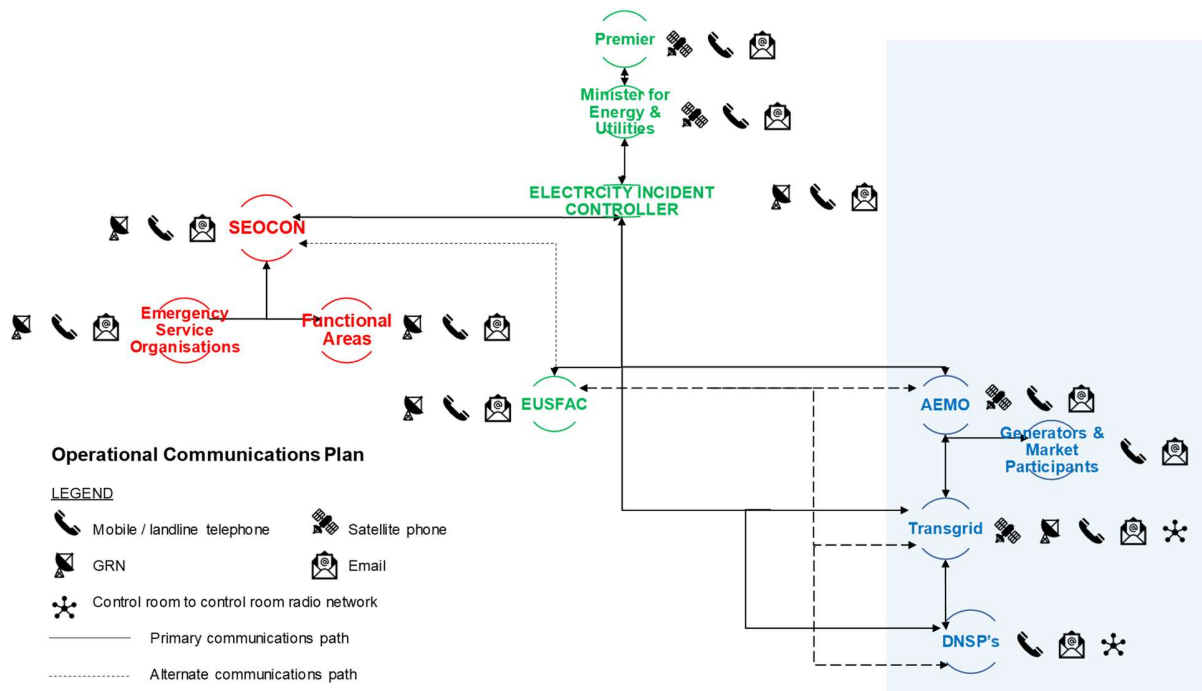 Premier
Minister for
Energy &
Utilities
ELECTRCITY INCIDENT
CONTROLLER
SEOCON
Emergency
Service
Organisations
Functional
Areas
EUSFAC
AEMO
Generators &
Market
Participants
Transgrid
DNSP's
Operational Communications Plan
LEGEND
Mobile / landline telephone
Satellite phone
GRN
Email
Control room to control room radio network
Primary communications path
Alternate communications path